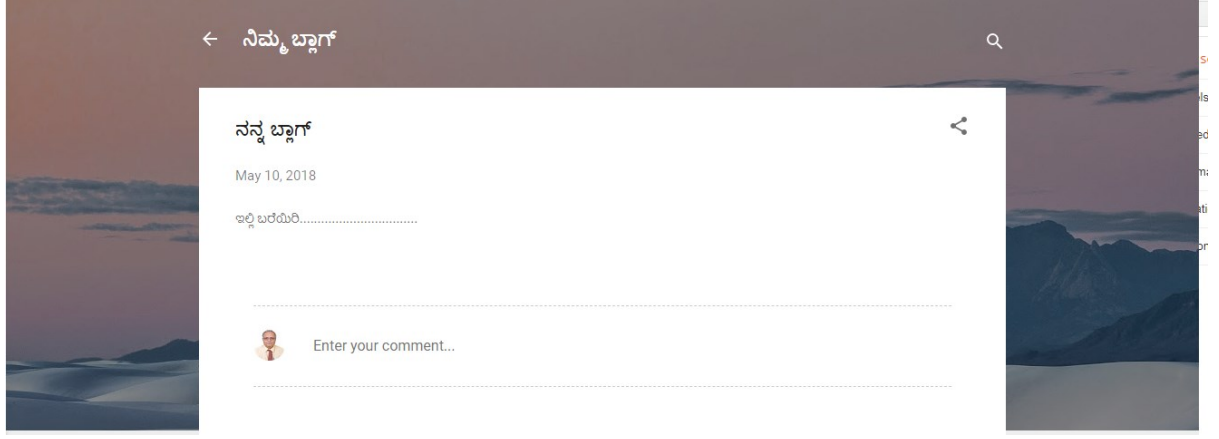 ನಿಮ್ಮ ಬ್ಲಾಗ್
ನನ್ನ ಬ್ಲಾಗ್
May 10, 2018
ಇಲ್ಲಿ ಬರೆಯಿರಿ.................................
Enter your comment...